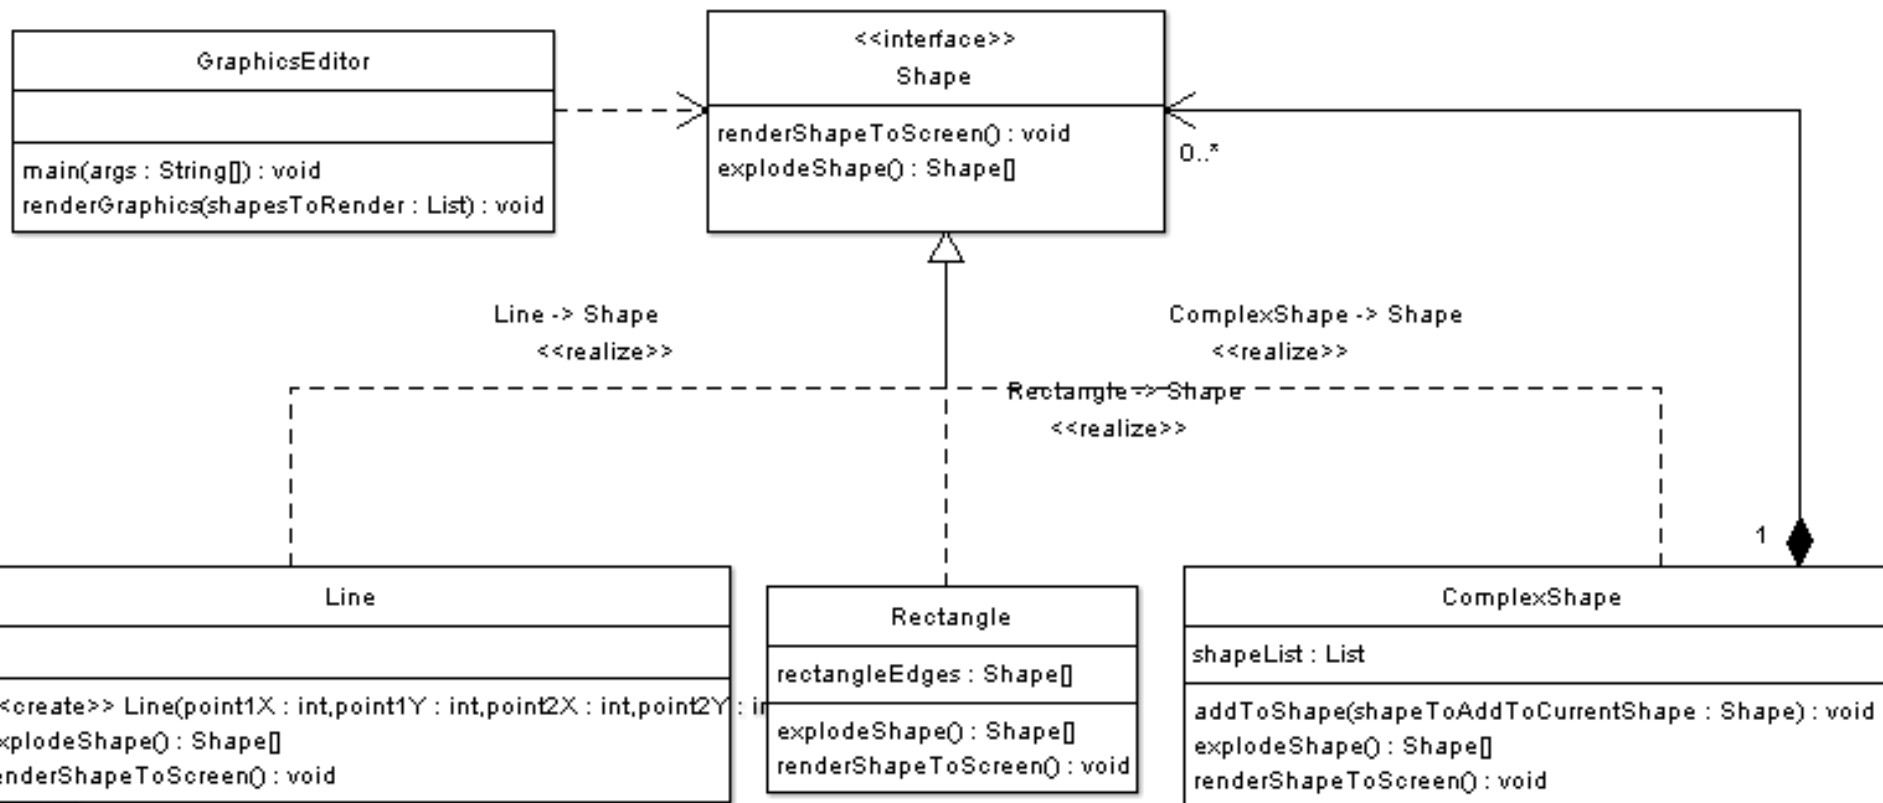 GraphicsEditor
main(args : String[]) : void
renderGraphics(shapesToRender : List) : void
<<interface>>
Shape
renderShapeToScreen() : void
explodeShape() : Shape[]
0..*
Line -> Shape
<<realize>>
ComplexShape -> Shape
<<realize>>
Rectangle -> Shape
<<realize>>
1
Line
<create>> Line(point1X : int,point1Y : int,point2X : int,point2Y : in
xplodeShape() : Shape[]
enderShapeToScreen() : void
Rectangle
rectangleEdges : Shape[]
explodeShape() : Shape[]
renderShapeToScreen() : void
ComplexShape
shapeList : List
addToShape(shapeToAddToCurrentShape : Shape) : void
explodeShape() : Shape[]
renderShapeToScreen() : void